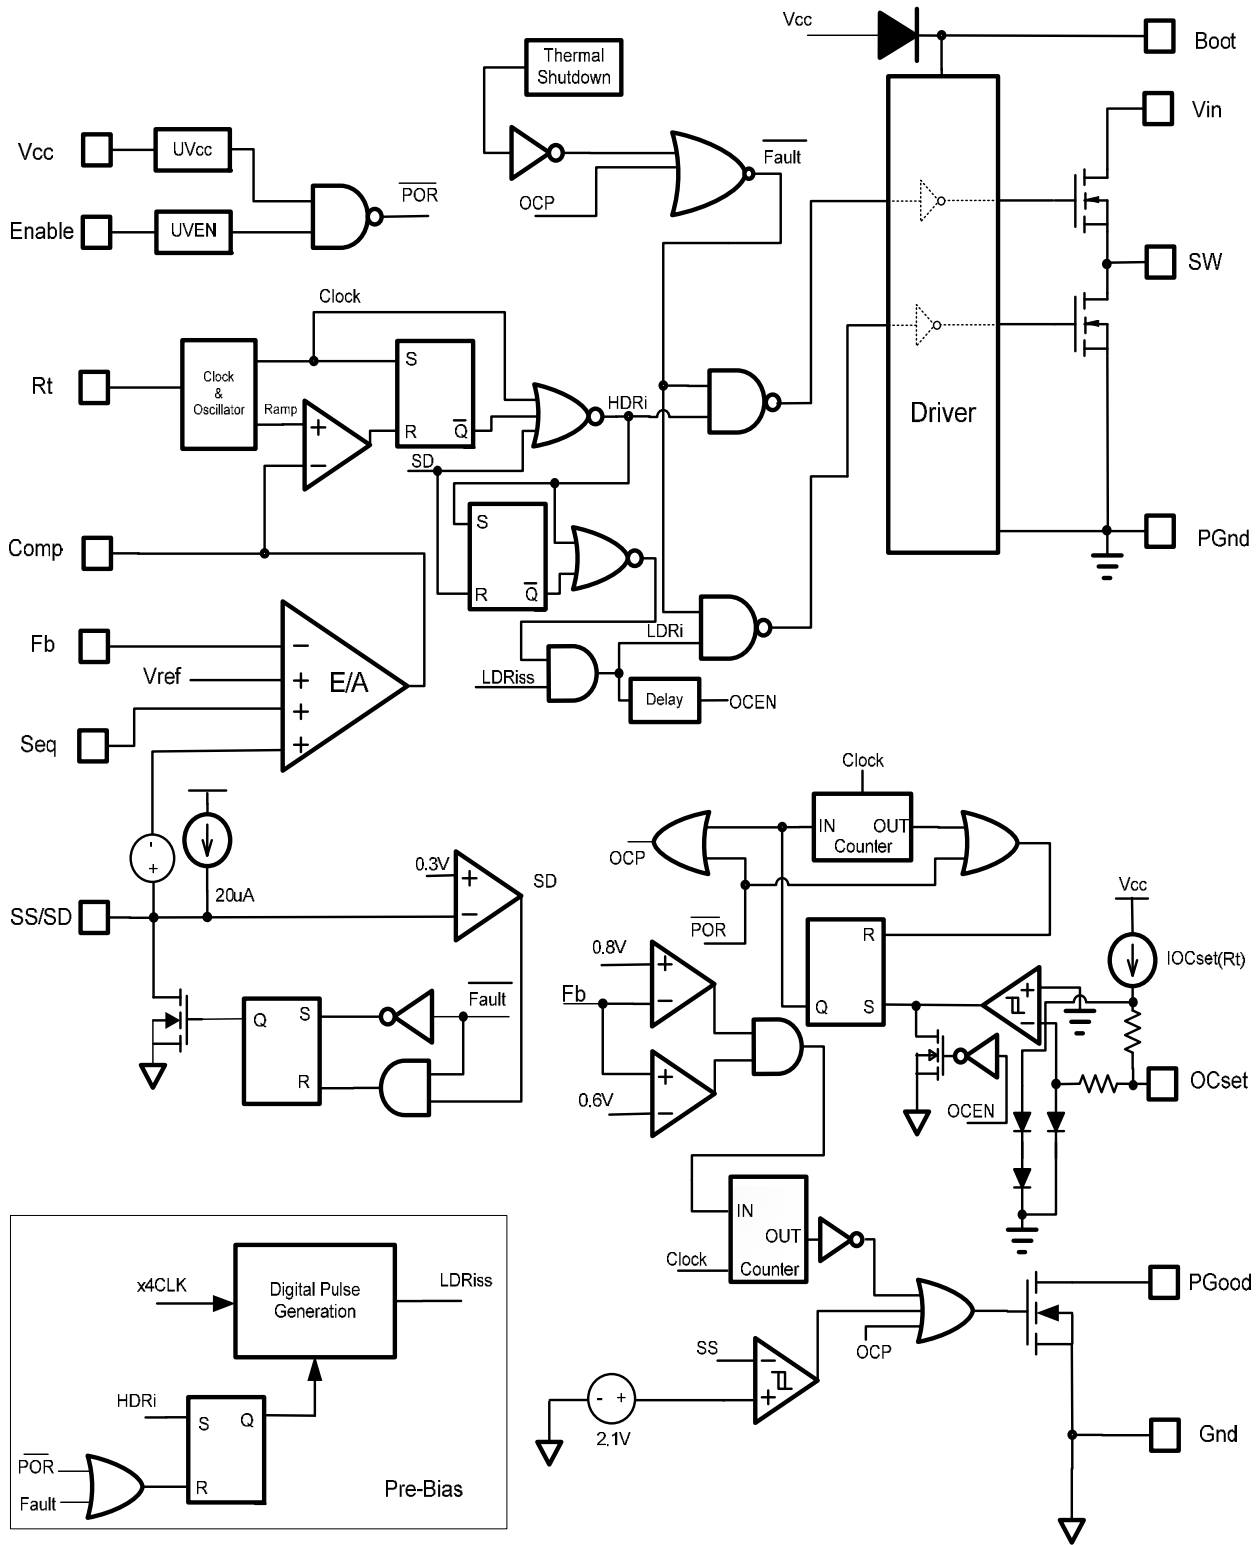 Vcc
Boot
Thermal
Shutdown
Vin
Vcc
UVcc
POR
Fault
OCP
Enable
UVEN
SW
Clock
Rt
Clock
&
Oscillator
Ramp
+
−
S
R
Q
SD
HDRi
Driver
S
R
Q
Comp
PGnd
Fb
Vref
Seq
−
+
+
+
E/A
LDRi
LDRiss
Delay
OCEN
Clock
IN
OUT
Counter
OCP
POR
-
+
20uA
SS/SD
0.3V
+
−
SD
Vcc
IOCset(Rt)
0.8V
Fb
+
−
+
−
0.6V
R
Q
S
+
-
OCEN
OCset
Q
S
R
Fault
IN
OUT
Counter
Clock
PGood
SS
OCP
−
+
-
+
2.1V
Gnd
x4CLK
Digital Pulse
Generation
LDRiss
HDRi
S
Q
R
POR
Fault
Pre-Bias